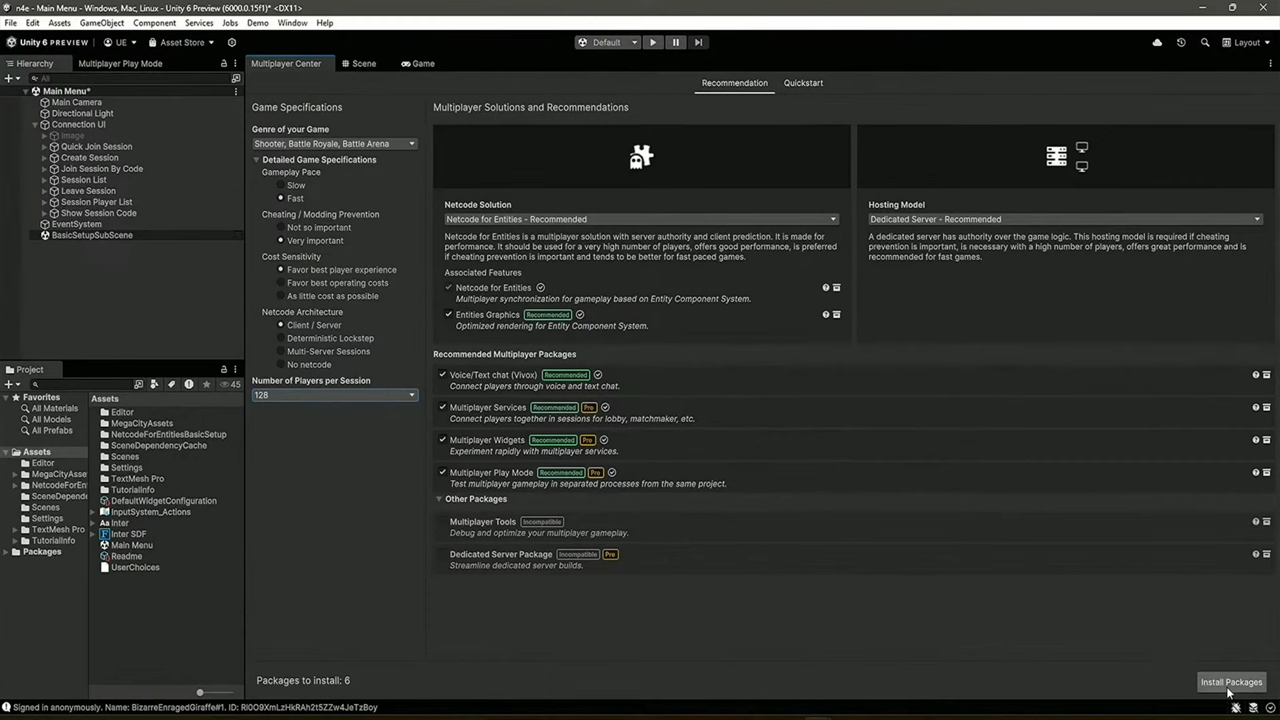 n4e - Main Menu - Windows, Mac, Linux - Unity 6 Preview (6000.0.15f1)* <DX11>
File Edit Assets GameObject Component Services Jobs Demo Window Help
Unity 6 PREVIEW UE Asset Store Default Layout
Hierarchy Multiplayer Play Mode
All
Main Menu*
Main Camera
Directional Light
Connection UI
Image
Quick Join Session
Create Session
Join Session By Code
Session List
Leave Session
Session Player List
Show Session Code
EventSystem
BasicSetupSubScene
Project
45
Favorites
All Materials
All Models
All Prefabs
Assets
Editor
MegaCityAsse
NetcodeForEnt
SceneDepende
Scenes
Settings
TextMesh Pro
TutorialInfo
Packages
Assets
Editor
MegaCityAssets
NetcodeForEntitiesBasicSetup
SceneDependencyCache
Scenes
Settings
TextMesh Pro
TutorialInfo
DefaultWidgetConfiguration
InputSystem_Actions
Inter
Inter SDF
Main Menu
Readme
UserChoices
Multiplayer Center Scene Game
Recommendation Quickstart
Game Specifications
Genre of your Game
Shooter, Battle Royale, Battle Arena
Detailed Game Specifications
Gameplay Pace
Slow
Fast
Cheating / Modding Prevention
Not so important
Very important
Cost Sensitivity
Favor best player experience
Favor best operating costs
As little cost as possible
Netcode Architecture
Client / Server
Deterministic Lockstep
Multi-Server Sessions
No netcode
Number of Players per Session
128
Multiplayer Solutions and Recommendations
Netcode Solution
Netcode for Entities - Recommended
Netcode for Entities is a multiplayer solution with server authority and client prediction. It is made for
performance. It should be used for a very high number of players, offers good performance, is preferred
if cheating prevention is important and tends to be better for fast paced games.
Associated Features
Netcode for Entities
Multiplayer synchronization for gameplay based on Entity Component System.
Entities Graphics Recommended
Optimized rendering for Entity Component System.
Hosting Model
Dedicated Server - Recommended
A dedicated server has authority over the game logic. This hosting model is required if cheating
prevention is important, is necessary with a high number of players, offers great performance and is
recommended for fast games.
Recommended Multiplayer Packages
Voice/Text chat (Vivox) Recommended
Connect players through voice and text chat.
Multiplayer Services Recommended Pre
Connect players together in sessions for lobby, matchmaker, etc.
Multiplayer Widgets Recommended Pre
Experiment rapidly with multiplayer services.
Multiplayer Play Mode Recommended Pre
Test multiplayer gameplay in separated processes from the same project.
Other Packages
Multiplayer Tools Incompatible
Debug and optimize your multiplayer gameplay.
Dedicated Server Package Incompatible Pre
Streamline dedicated server builds.
Packages to install: 6
Install Packages
Signed in anonymously. Name: BizarreEnragedGiraffe#1. ID: RI0O9XmLzHkRAh2t5ZZw4JeTzBoy